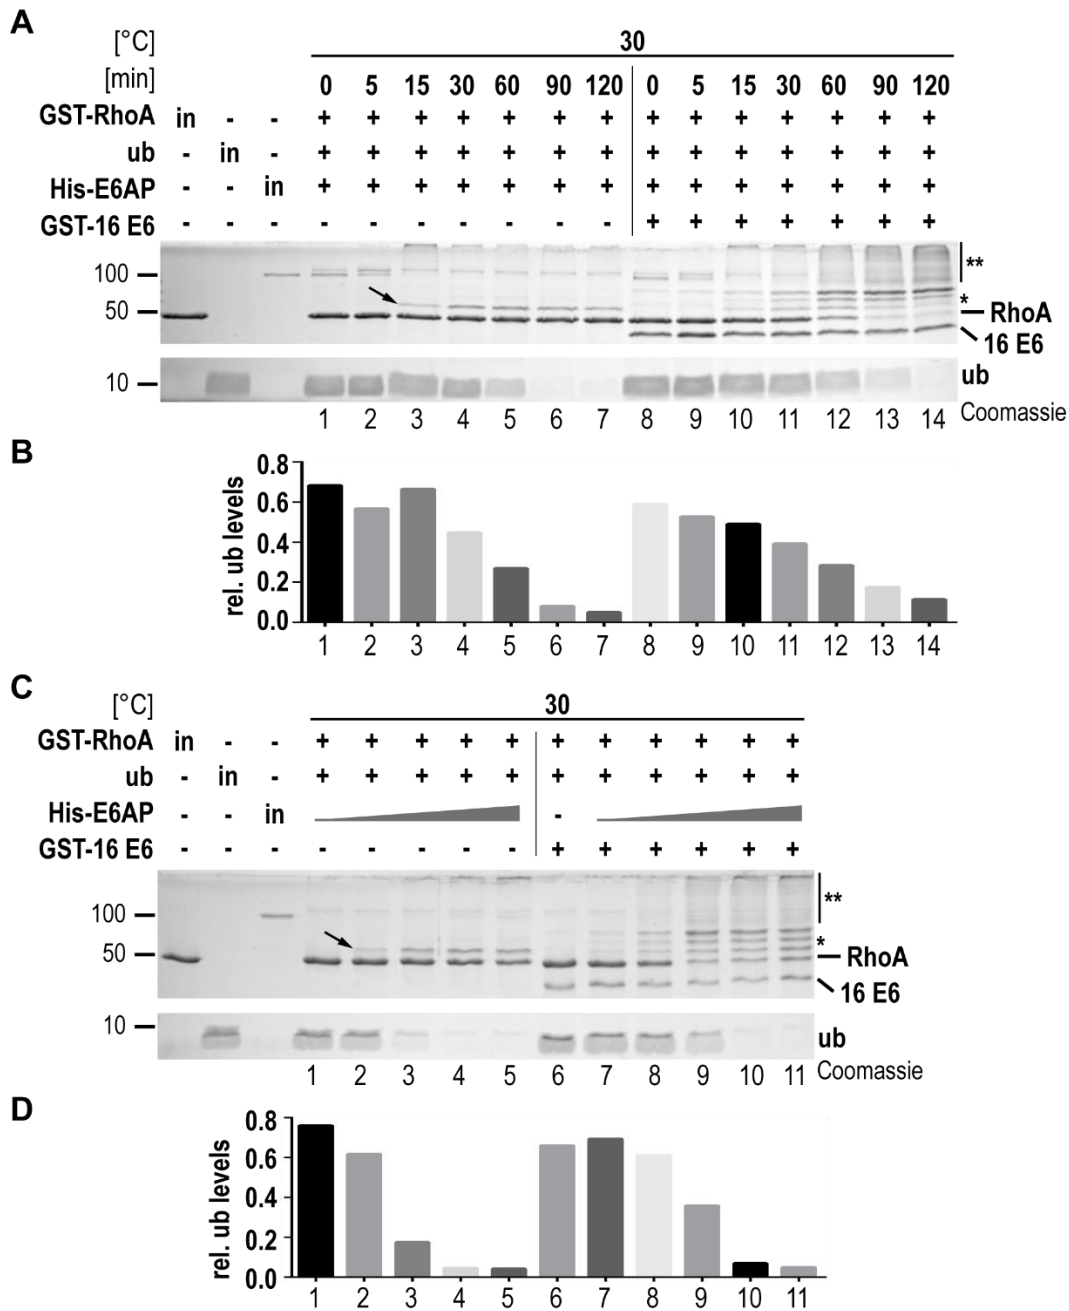 A
[°C] 30
[min] 0 5 15 30 60 90 120 0 5 15 30 60 90 120
GST-RhoA in - - + + + + + + + + + + + + + +
ub - in - + + + + + + + + + + + + + +
His-E6AP - - in + + + + + + + + + + + + + +
GST-16 E6 - - - - - - - - - - + + + + + + +
100 **
50 *
RhoA
16 E6
10 ub
1 2 3 4 5 6 7 8 9 10 11 12 13 14 Coomassie
B
rel. ub levels
0.8
0.6
0.4
0.2
0.0
1 2 3 4 5 6 7 8 9 10 11 12 13 14
C
[°C] 30
GST-RhoA in - - + + + + + + + + + + +
ub - in - + + + + + + + + + + +
His-E6AP - - in -
GST-16 E6 - - - - - - - - + + + + + +
100 **
50 *
RhoA
16 E6
10 ub
1 2 3 4 5 6 7 8 9 10 11 Coomassie
D
rel. ub levels
0.8
0.6
0.4
0.2
0.0
1 2 3 4 5 6 7 8 9 10 11